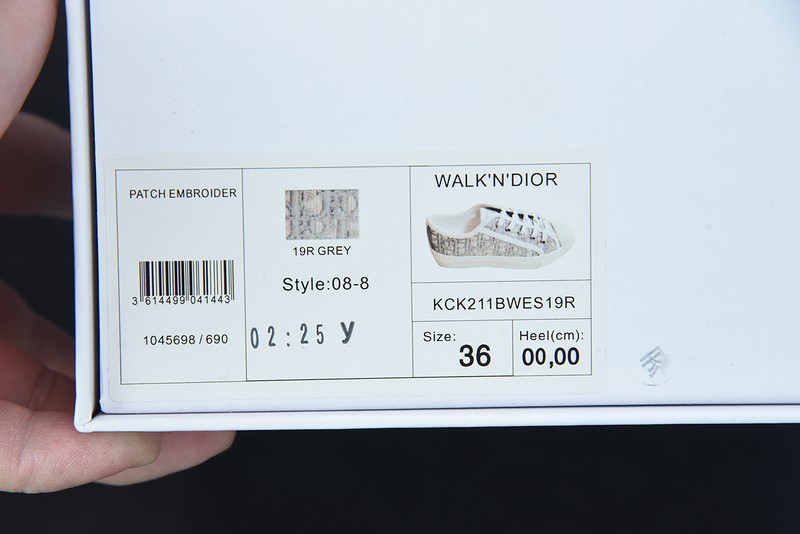 PATCH EMBROIDER
3 614499 041443
1045698 / 690
19R GREY
Style:08-8
02:25 y
WALK'N'DIOR
KCK211BWES19R
Size:
36
Heel(cm):
00,00